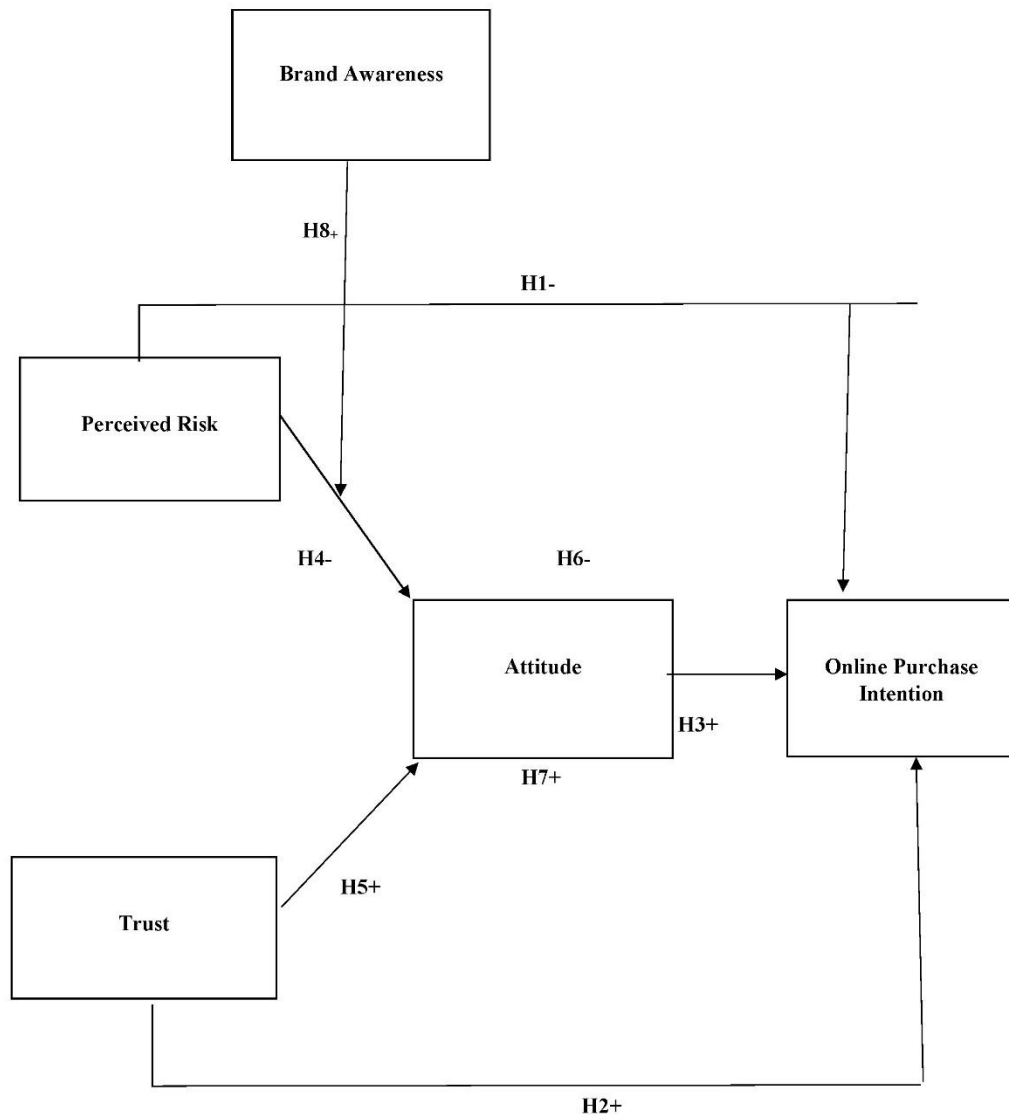 Brand Awareness
H8+
H1-
Perceived Risk
H4-
H6-
Attitude
Online Purchase
Intention
H3+
H7+
H5+
Trust
H2+